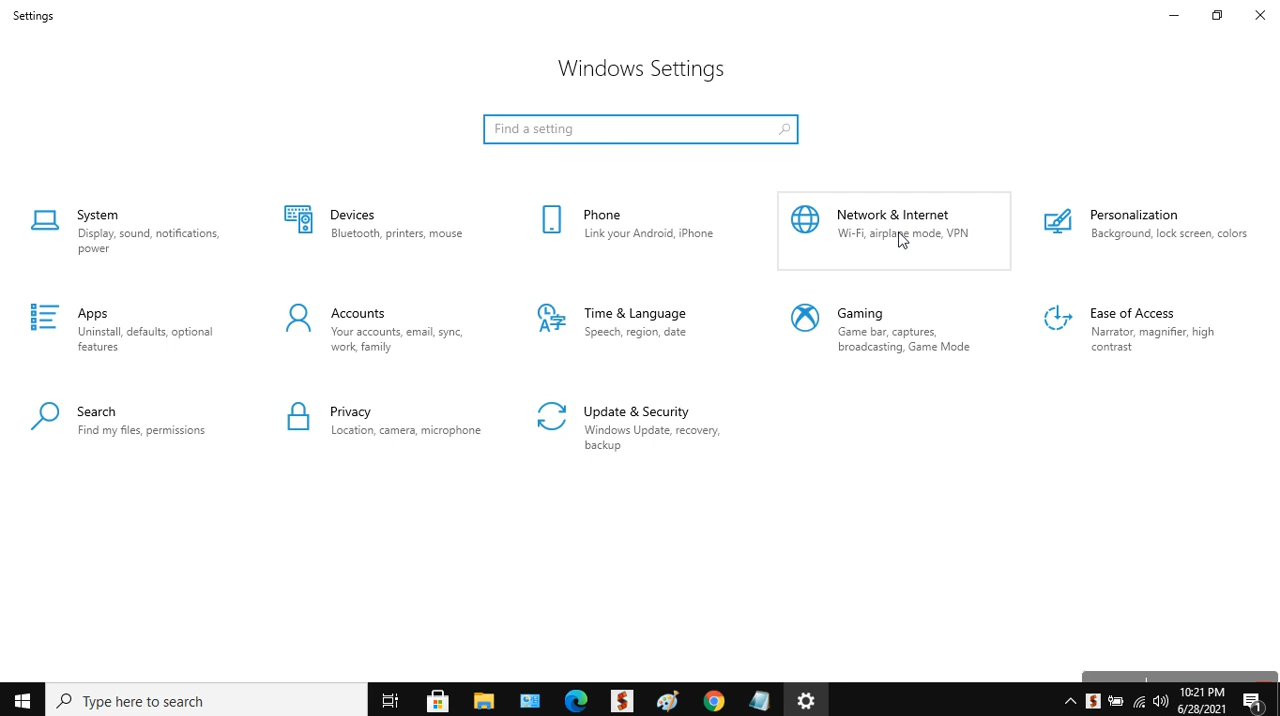 Settings
Windows Settings
Find a setting
System
Display, sound, notifications,
power
Devices
Bluetooth, printers, mouse
Phone
Link your Android, iPhone
Network & Internet
Wi-Fi, airplane mode, VPN
Personalization
Background, lock screen, colors
Apps
Uninstall, defaults, optional
features
Accounts
Your accounts, email, sync,
work, family
Time & Language
Speech, region, date
Gaming
Game bar, captures,
broadcasting, Game Mode
Ease of Access
Narrator, magnifier, high
contrast
Search
Find my files, permissions
Privacy
Location, camera, microphone
Update & Security
Windows Update, recovery,
backup
Type here to search
10:21 PM
6/28/2021
1